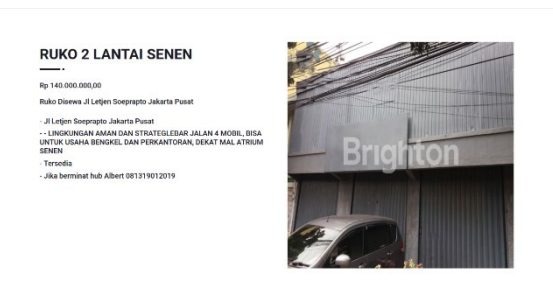 RUKO 2 LANTAI SENEN
Rp 140.000.000,00
Ruko Disewa Jl Letjen Soeprapto Jakarta Pusat
- Jl Letjen Soeprapto Jakarta Pusat
- - LINGKUNGAN AMAN DAN STRATEGLEBAR JALAN 4 MOBIL, BISA
UNTUK USAHA BENGKEL DAN PERKANTORAN, DEKAT MAL ATRIUM
SENEN
- Tersedia
- Jika berminat hub Albert 081319012019
Brighton